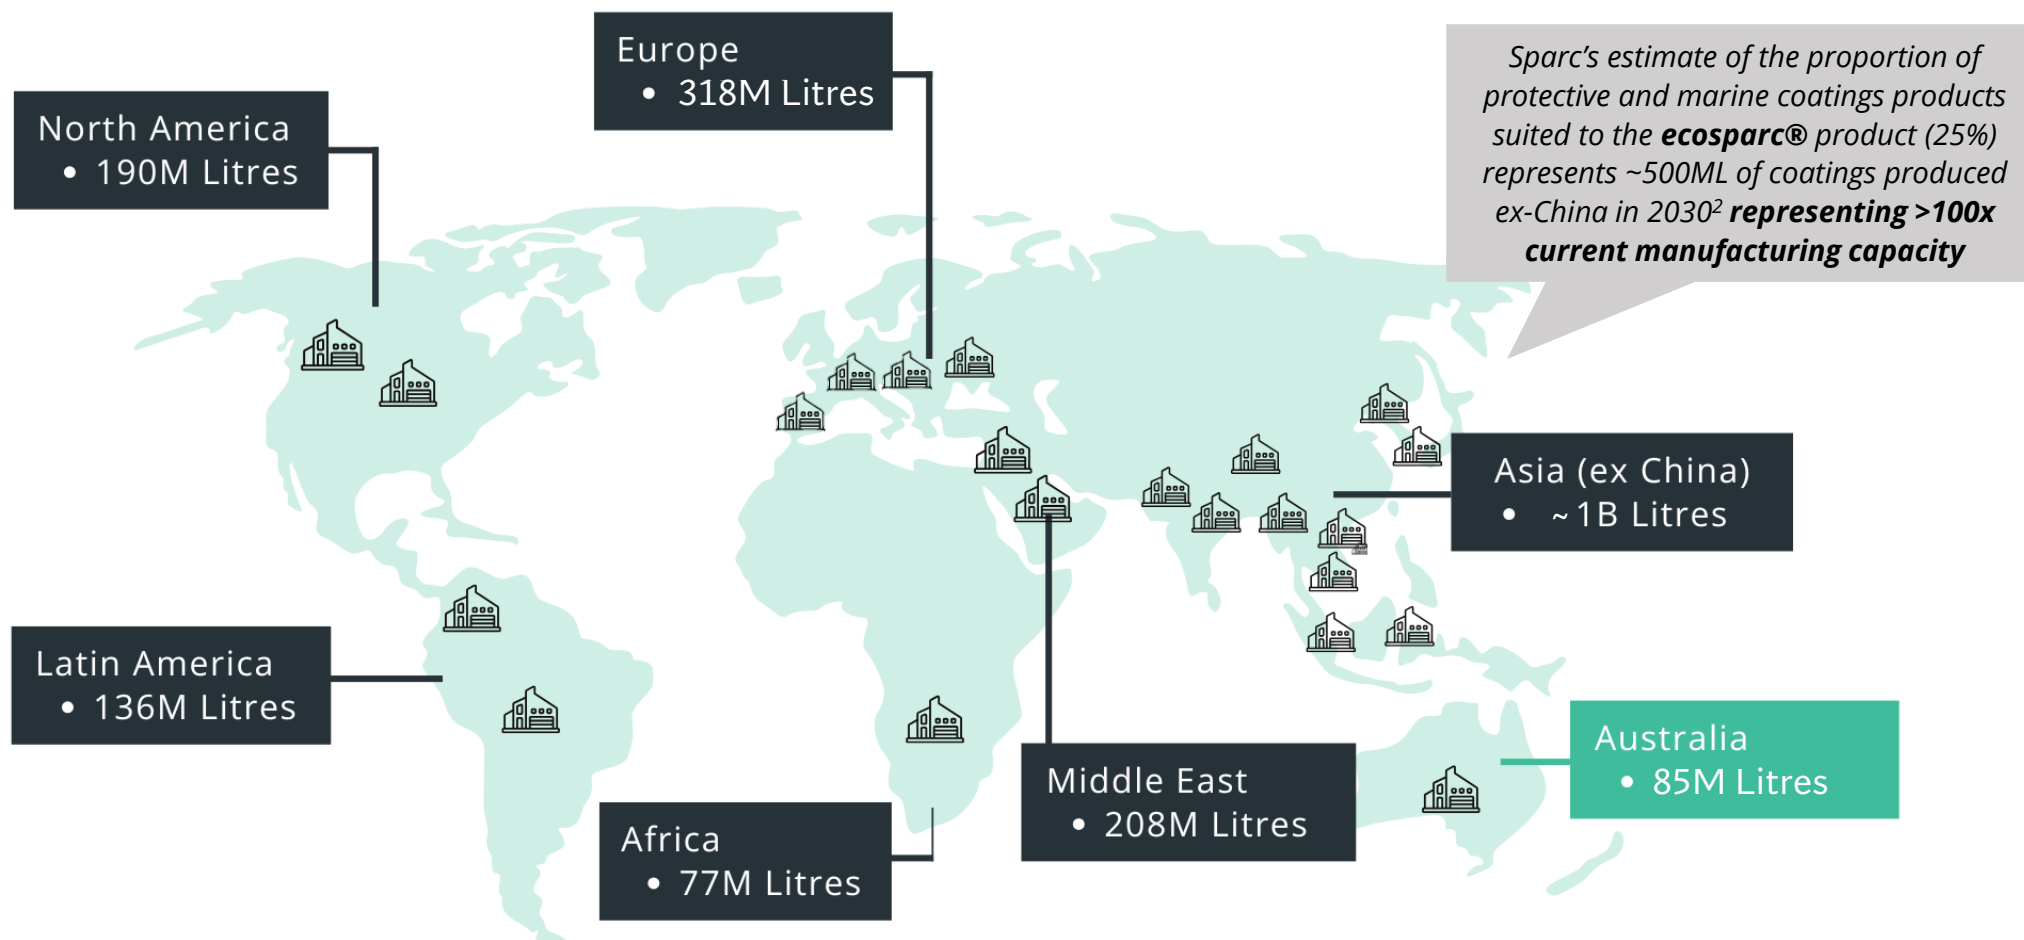 Europe
• 318M Litres
Sparc’s estimate of the proportion of
protective and marine coatings products
suited to the ecosparc® product (25%)
represents ~500ML of coatings produced
ex-China in 2030² representing >100x
current manufacturing capacity
North America
• 190M Litres
Asia (ex China)
• ~1B Litres
Latin America
• 136M Litres
Australia
• 85M Litres
Middle East
• 208M Litres
Africa
• 77M Litres